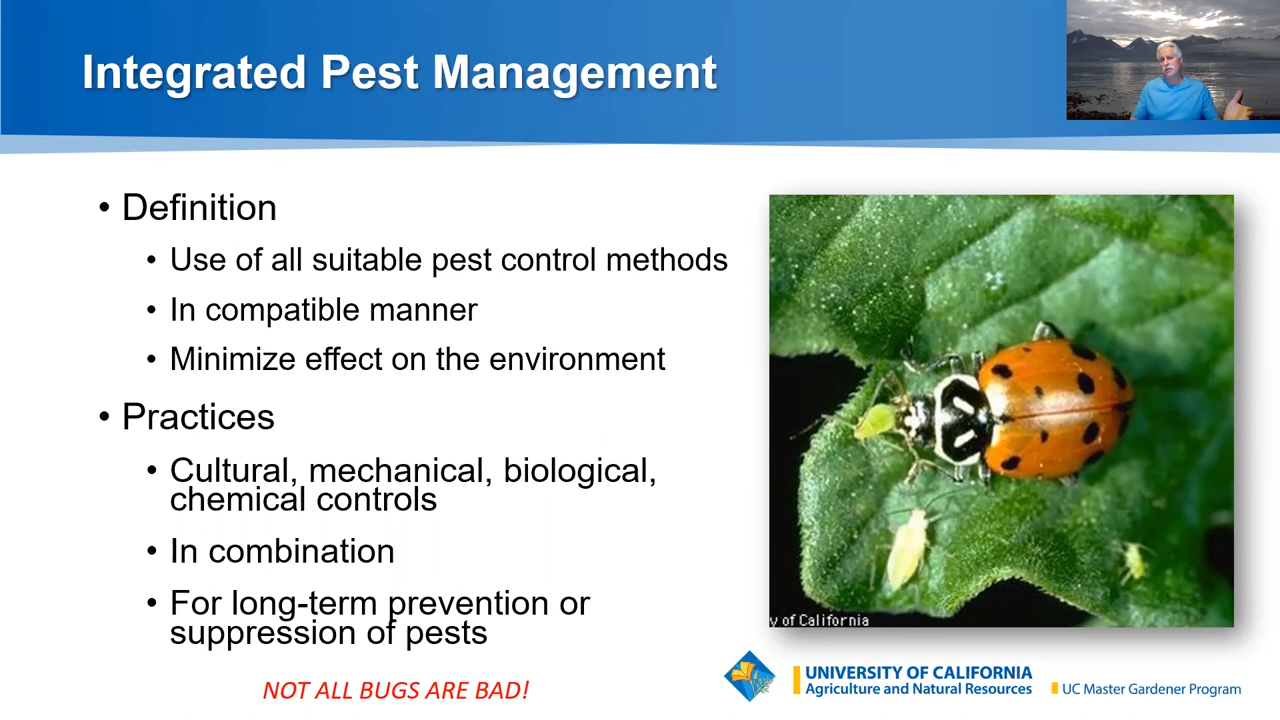 Integrated Pest Management
• Definition
• Use of all suitable pest control methods
• In compatible manner
• Minimize effect on the environment
• Practices
• Cultural, mechanical, biological,
chemical controls
• In combination
• For long-term prevention or
suppression of pests
NOT ALL BUGS ARE BAD!
y of California
UNIVERSITY OF CALIFORNIA
Agriculture and Natural Resources
UC Master Gardener Program